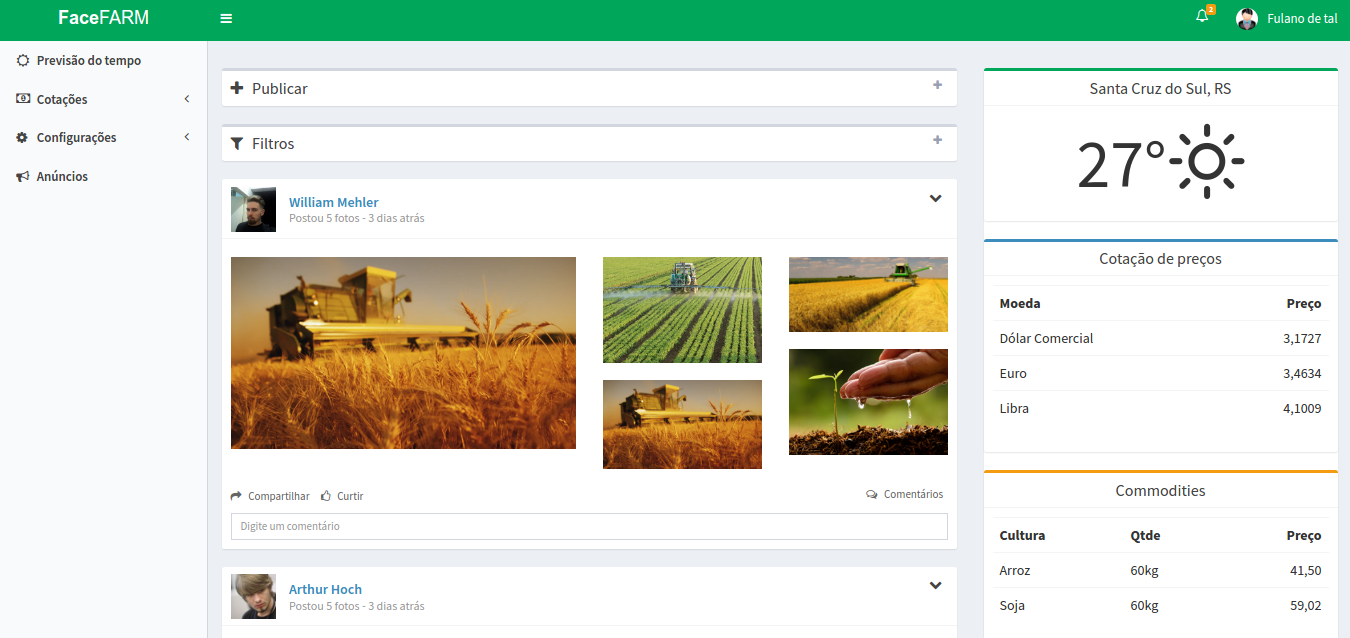 FaceFARM
2
Fulano de tal
Previsão do tempo
Cotações
Configurações
Anúncios
Publicar
Filtros
William Mehler
Postou 5 fotos - 3 dias atrás
Compartilhar Curtir Comentários
Digite um comentário
Arthur Hoch
Postou 5 fotos - 3 dias atrás
Santa Cruz do Sul, RS
27°
Cotação de preços
Moeda Preço
Dólar Comercial 3,1727
Euro 3,4634
Libra 4,1009
Commodities
Cultura Qtde Preço
Arroz 60kg 41,50
Soja 60kg 59,02